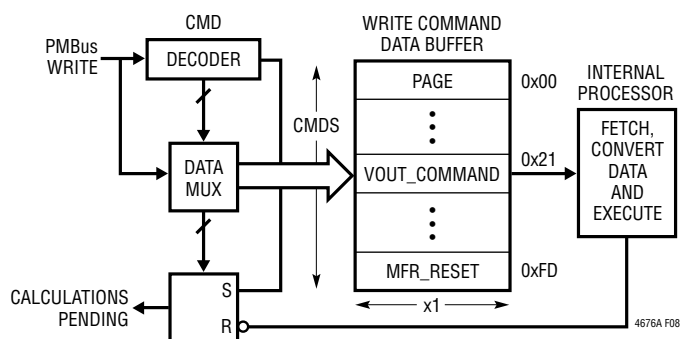 CMD
PMBus
WRITE
DECODER
DATA
MUX
CMDS
S
R
CALCULATIONS
PENDING
WRITE COMMAND
DATA BUFFER
PAGE
0x00
VOUT_COMMAND
0x21
MFR_RESET
0xFD
x1
INTERNAL
PROCESSOR
FETCH,
CONVERT
DATA
AND
EXECUTE
4676A F08